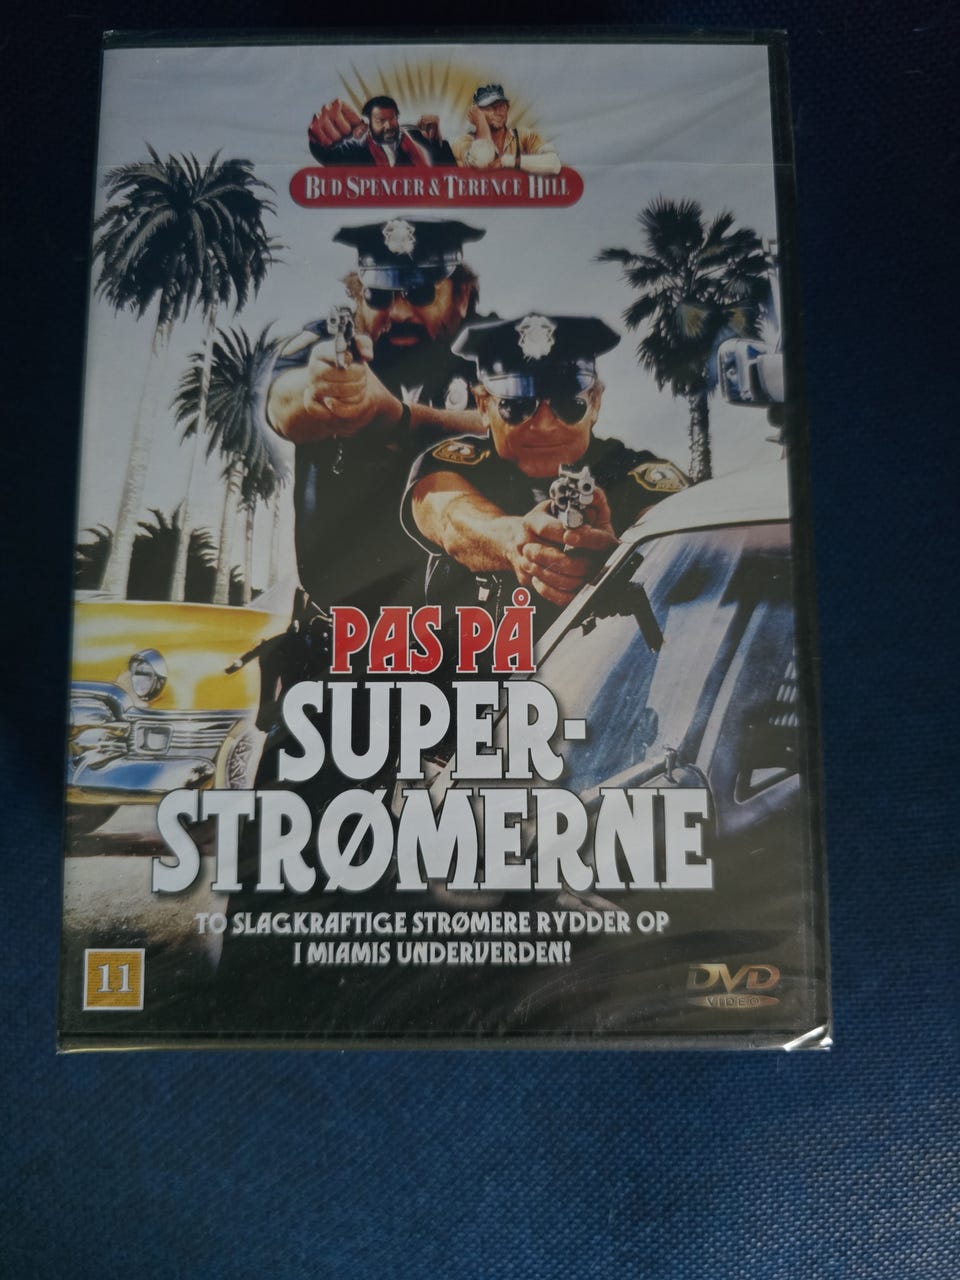 BUD SPENCER & TERENCE HILL
PAS PÅ
SUPER-
STRØMERNE
TO SLAGKRAFTIGE STRØMERE RYDDER OP
I MIAMIS UNDERVERDEN!
11
DVD
VIDEO